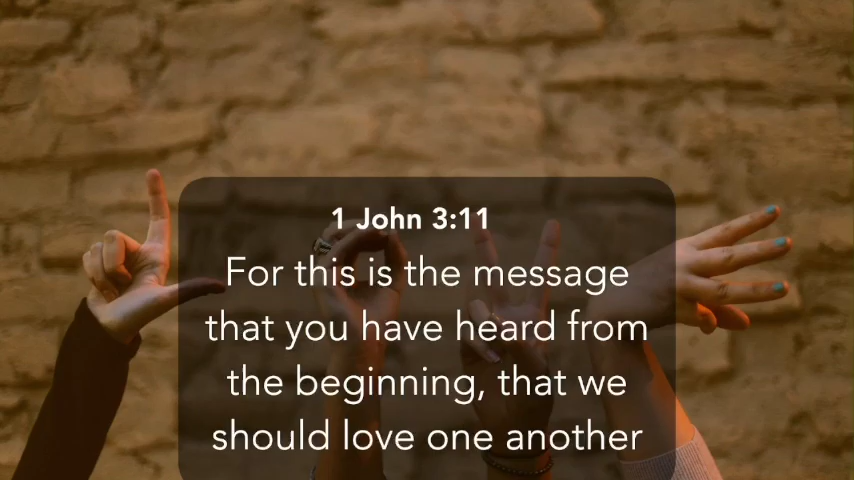 1 John 3:11
For this is the message
that you have heard from
the beginning, that we
should love one another